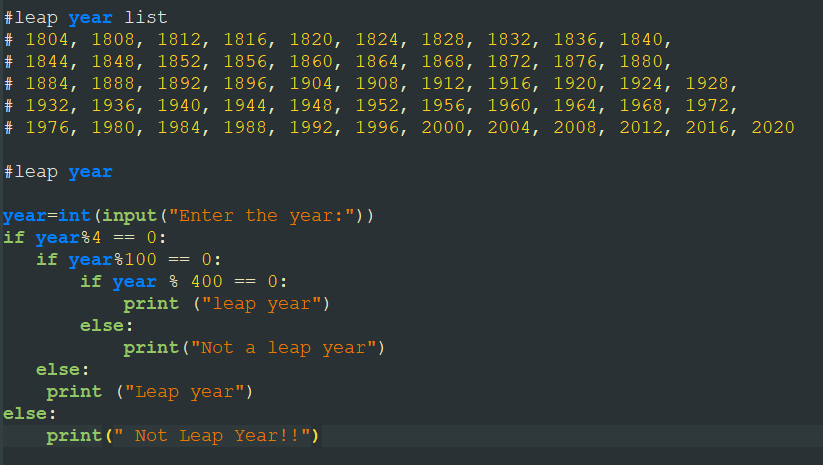 #leap year list
# 1804, 1808, 1812, 1816, 1820, 1824, 1828, 1832, 1836, 1840,
# 1844, 1848, 1852, 1856, 1860, 1864, 1868, 1872, 1876, 1880,
# 1884, 1888, 1892, 1896, 1904, 1908, 1912, 1916, 1920, 1924, 1928,
# 1932, 1936, 1940, 1944, 1948, 1952, 1956, 1960, 1964, 1968, 1972,
# 1976, 1980, 1984, 1988, 1992, 1996, 2000, 2004, 2008, 2012, 2016, 2020
#leap year
year=int(input("Enter the year:"))
if year%4 == 0:
   if year%100 == 0:
       if year % 400 == 0:
           print ("leap year")
       else:
           print("Not a leap year")
   else:
    print ("Leap year")
else:
    print(" Not Leap Year!!")